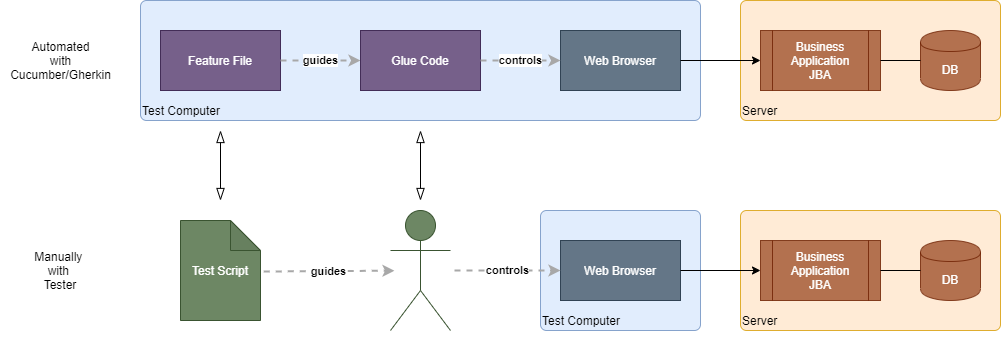 Automated
with
Cucumber/Gherkin
Feature File
guides
Glue Code
controls
Web Browser
Test Computer
Business
Application
JBA
DB
Server
Manually
with
Tester
Test Script
guides
controls
Web Browser
Test Computer
Business
Application
JBA
DB
Server